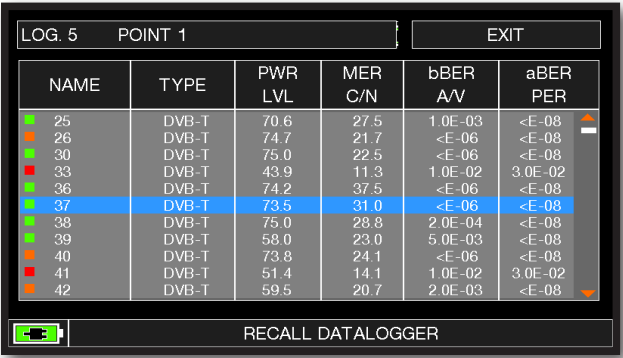 LOG. 5 POINT 1 EXIT
NAME TYPE PWR LVL MER C/N bBER A/V aBER PER
25 DVB-T 70.6 27.5 1.0E-03 <E-08
26 DVB-T 74.7 21.7 <E-06 <E-08
30 DVB-T 75.0 22.5 <E-06 <E-08
33 DVB-T 43.9 11.3 1.0E-02 3.0E-02
36 DVB-T 74.2 37.5 <E-06 <E-08
37 DVB-T 73.5 31.0 <E-06 <E-08
38 DVB-T 75.0 28.8 2.0E-04 <E-08
39 DVB-T 58.0 23.0 5.0E-03 <E-08
40 DVB-T 73.8 24.1 <E-06 <E-08
41 DVB-T 51.4 14.1 1.0E-02 3.0E-02
42 DVB-T 59.5 20.7 2.0E-03 <E-08
RECALL DATALOGGER